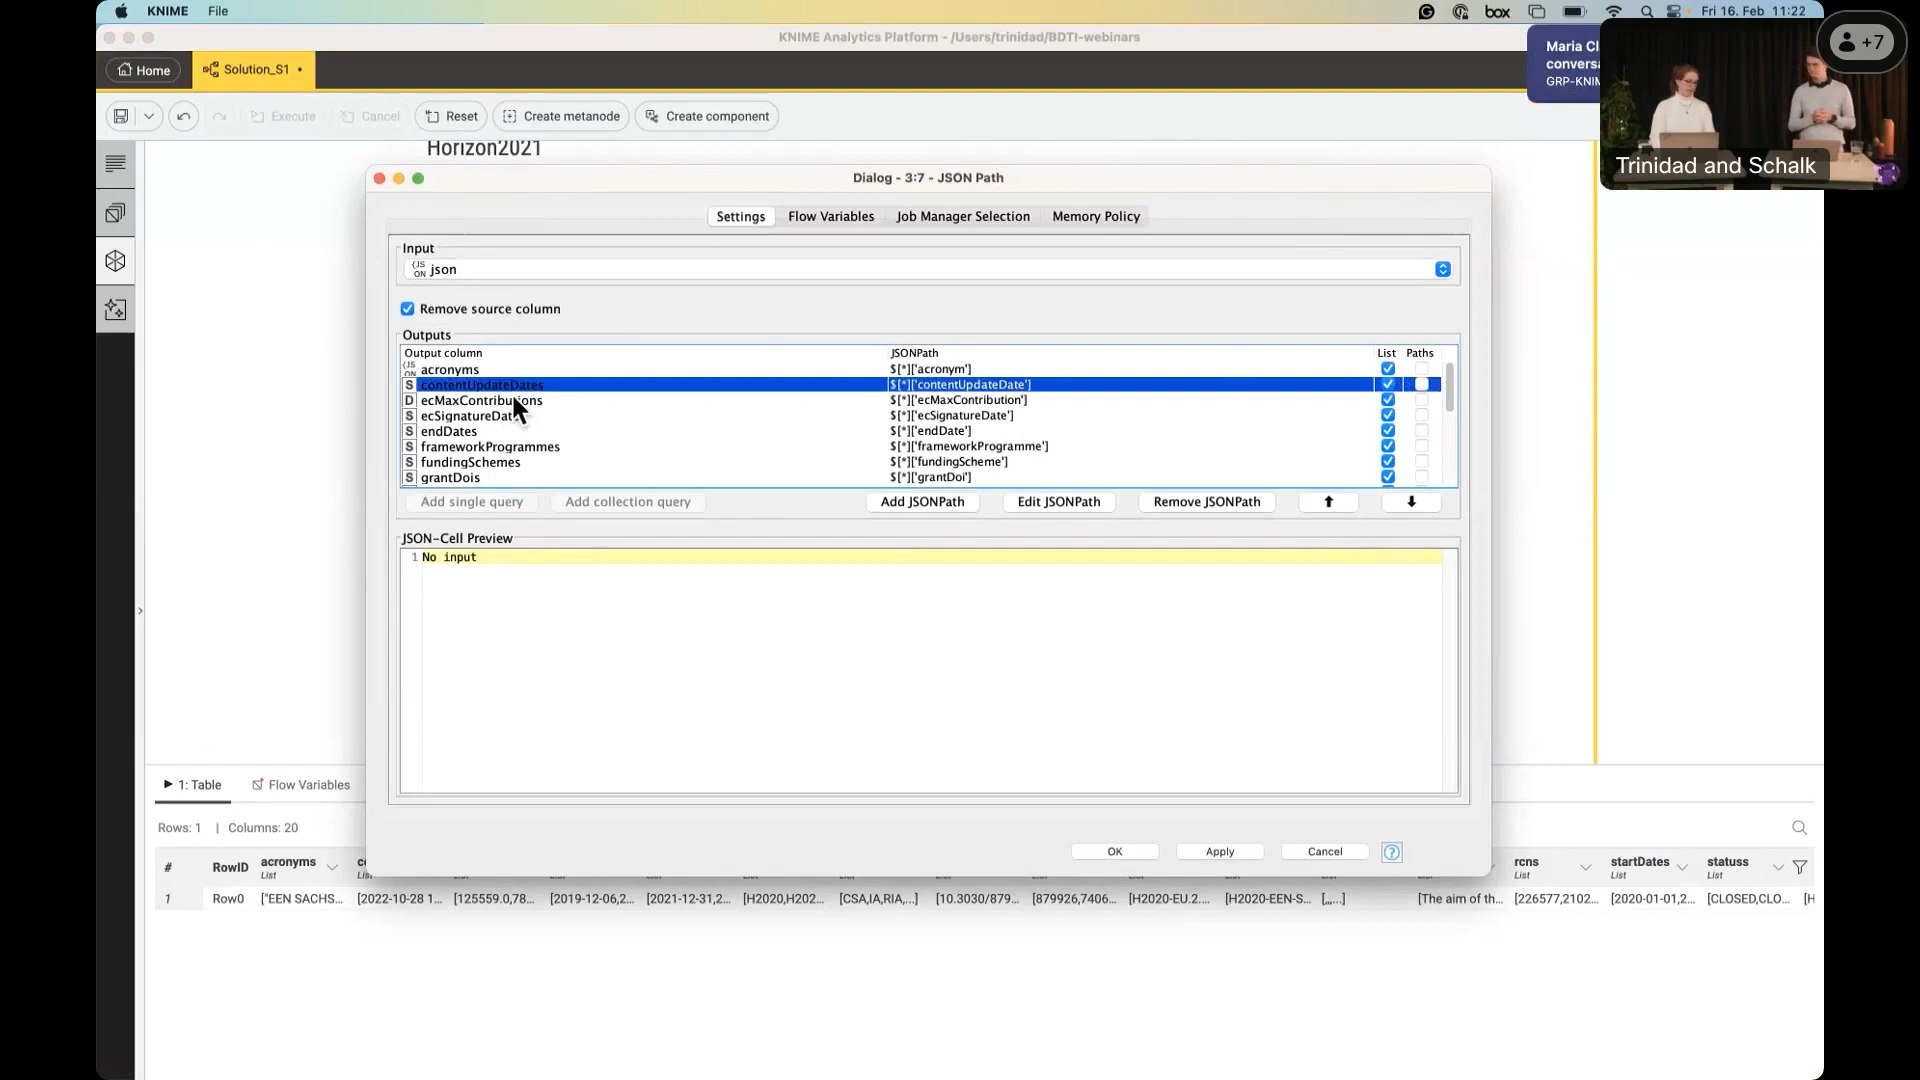 KNIME File box Fri 16. Feb 11:22
KNIME Analytics Platform - /Users/trinidad/BDTI-webinars
Home Solution_S1
Maria Cl
conversa
GRP-KNIM
+7
Execute Cancel Reset Create metanode Create component
Trinidad and Schalk
Horizon2021
Dialog - 3:7 - JSON Path
Settings Flow Variables Job Manager Selection Memory Policy
Input
json
Remove source column
Outputs
Output column JSONPath List Paths
acronyms $[*]['acronym']
S contentUpdateDates $[*]['contentUpdateDate']
D ecMaxContributions $[*]['ecMaxContribution']
S ecSignatureDat $[*]['ecSignatureDate']
S endDates $[*]['endDate']
S frameworkProgrammes $[*]['frameworkProgramme']
S fundingSchemes $[*]['fundingScheme']
S grantDois $[*]['grantDoi']
Add single query Add collection query Add JSONPath Edit JSONPath Remove JSONPath
JSON-Cell Preview
1 No input
1: Table Flow Variables
Rows: 1 | Columns: 20
OK Apply Cancel ?
# RowID acronyms List rcns List startDates List statuss List
1 Row0 ["EEN SACHS... [2022-10-28 1... [125559.0,78... [2019-12-06,2... [2021-12-31,2... [H2020,H202... [CSA,IA,RIA,...] [10.3030/879... [879926,7406... [H2020-EU.2.... [H2020-EEN-S... [,,,...] [The aim of th... [226577,2102... [2020-01-01,2... [CLOSED,CLO... [H